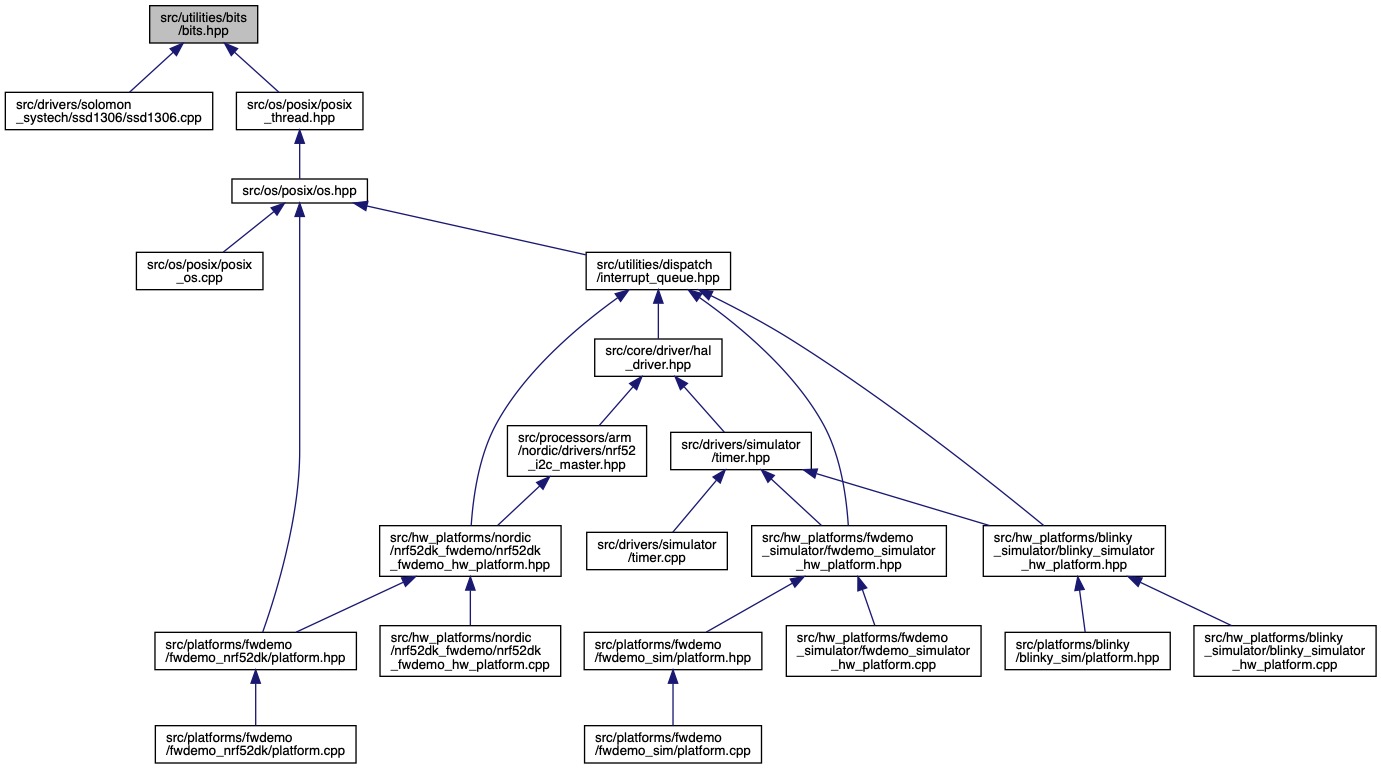 src/utilities/bits
/bits.hpp
src/drivers/solomon
_systech/ssd1306/ssd1306.cpp
src/os/posix/posix
_thread.hpp
src/os/posix/os.hpp
src/os/posix/posix
_os.cpp
src/utilities/dispatch
/interrupt_queue.hpp
src/core/driver/hal
_driver.hpp
src/processors/arm
/nordic/drivers/nrf52
_i2c_master.hpp
src/drivers/simulator
/timer.hpp
src/hw_platforms/nordic
/nrf52dk_fwdemo/nrf52dk
_fwdemo_hw_platform.hpp
src/drivers/simulator
/timer.cpp
src/hw_platforms/fwdemo
_simulator/fwdemo_simulator
_hw_platform.hpp
src/hw_platforms/blinky
_simulator/blinky_simulator
_hw_platform.hpp
src/platforms/fwdemo
/fwdemo_nrf52dk/platform.hpp
src/hw_platforms/nordic
/nrf52dk_fwdemo/nrf52dk
_fwdemo_hw_platform.cpp
src/platforms/fwdemo
/fwdemo_sim/platform.hpp
src/hw_platforms/fwdemo
_simulator/fwdemo_simulator
_hw_platform.cpp
src/platforms/blinky
/blinky_sim/platform.hpp
src/hw_platforms/blinky
_simulator/blinky_simulator
_hw_platform.cpp
src/platforms/fwdemo
/fwdemo_nrf52dk/platform.cpp
src/platforms/fwdemo
/fwdemo_sim/platform.cpp